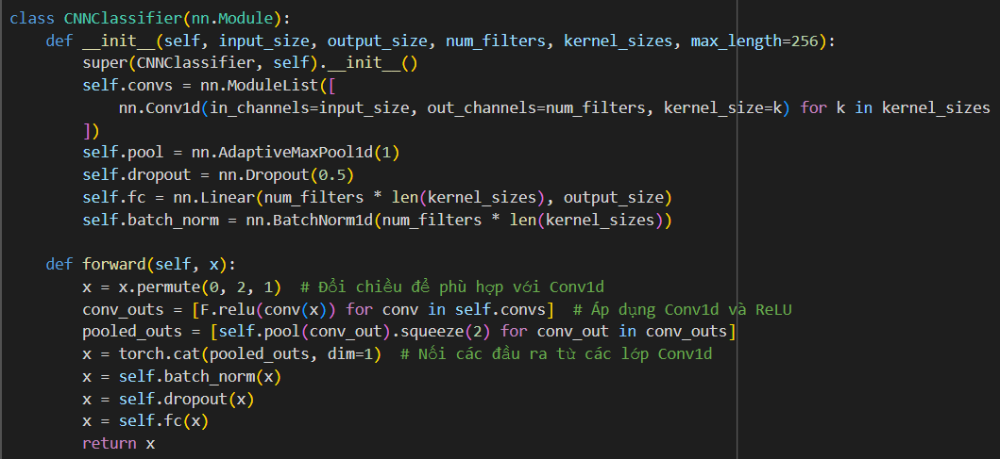 class CNNClassifier(nn.Module):
    def __init__(self, input_size, output_size, num_filters, kernel_sizes, max_length=256):
        super(CNNClassifier, self).__init__()
        self.convs = nn.ModuleList([
            nn.Conv1d(in_channels=input_size, out_channels=num_filters, kernel_size=k) for k in kernel_sizes
        ])
        self.pool = nn.AdaptiveMaxPool1d(1)
        self.dropout = nn.Dropout(0.5)
        self.fc = nn.Linear(num_filters * len(kernel_sizes), output_size)
        self.batch_norm = nn.BatchNorm1d(num_filters * len(kernel_sizes))

    def forward(self, x):
        x = x.permute(0, 2, 1)  # Đổi chiều để phù hợp với Conv1d
        conv_outs = [F.relu(conv(x)) for conv in self.convs]  # Áp dụng Conv1d và ReLU
        pooled_outs = [self.pool(conv_out).squeeze(2) for conv_out in conv_outs]
        x = torch.cat(pooled_outs, dim=1)  # Nối các đầu ra từ các lớp Conv1d
        x = self.batch_norm(x)
        x = self.dropout(x)
        x = self.fc(x)
        return x